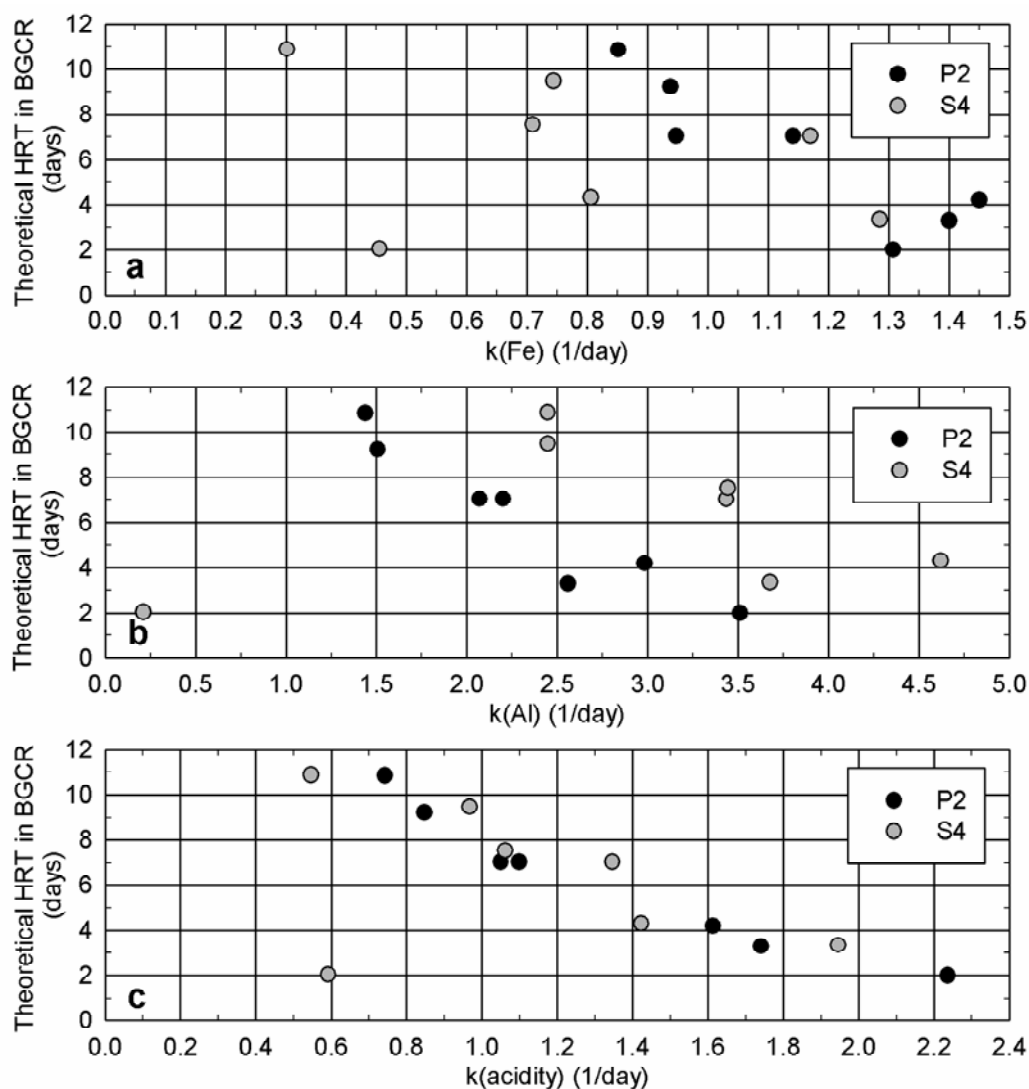 12
10
8
6
4
2
0
Theoretical HRT in BGCR
(days)
P2
S4
a
0.0 0.1 0.2 0.3 0.4 0.5 0.6 0.7 0.8 0.9 1.0 1.1 1.2 1.3 1.4 1.5
k(Fe) (1/day)
12
10
8
6
4
2
0
Theoretical HRT in BGCR
(days)
P2
S4
b
0.0 0.5 1.0 1.5 2.0 2.5 3.0 3.5 4.0 4.5 5.0
k(Al) (1/day)
12
10
8
6
4
2
0
Theoretical HRT in BGCR
(days)
P2
S4
c
0.0 0.2 0.4 0.6 0.8 1.0 1.2 1.4 1.6 1.8 2.0 2.2 2.4
k(acidity) (1/day)